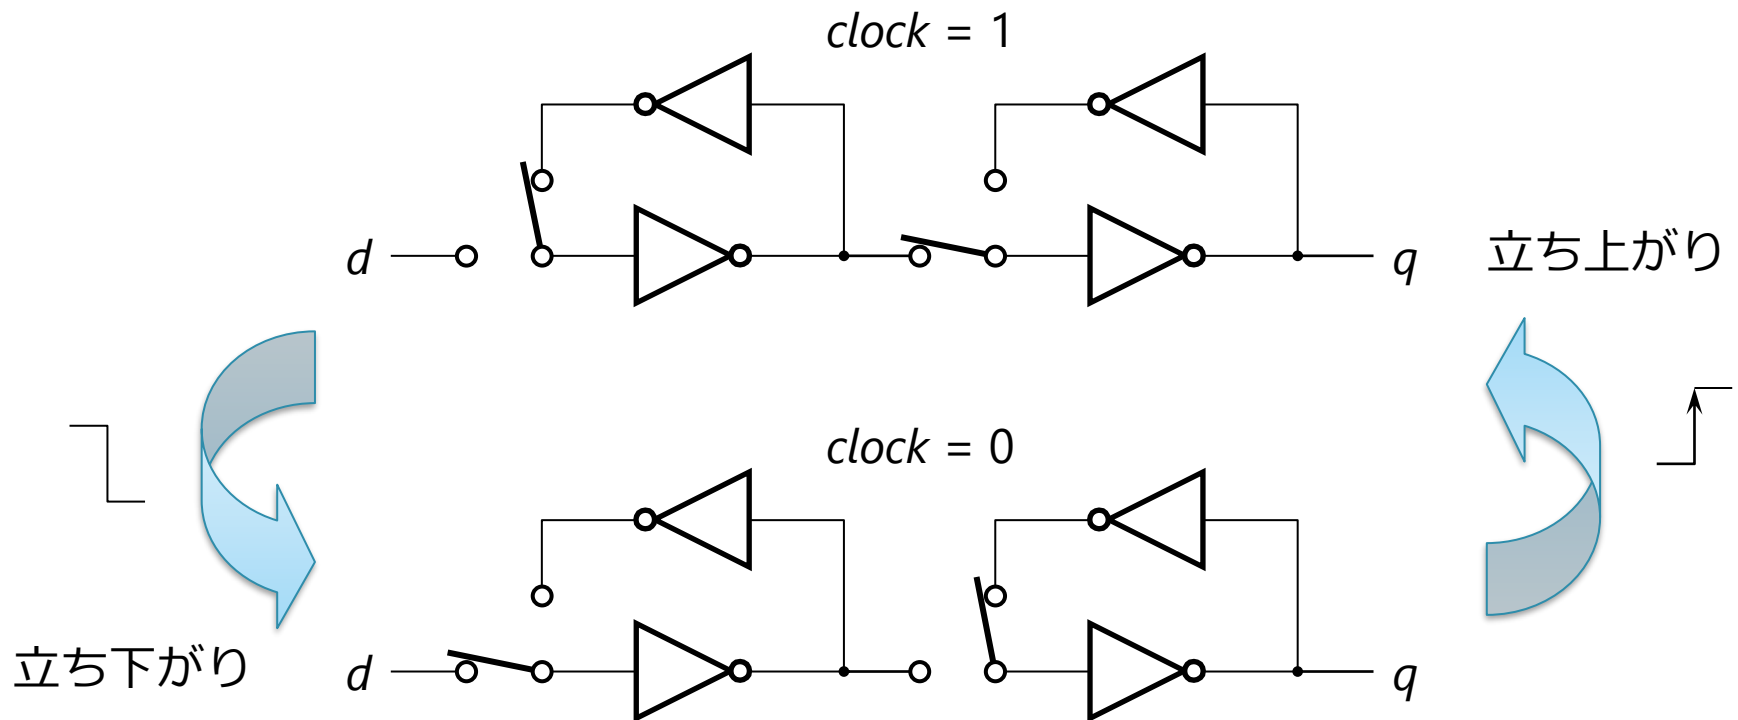 clock = 1
d
q
立ち上がり
clock = 0
立ち下がり
d
q